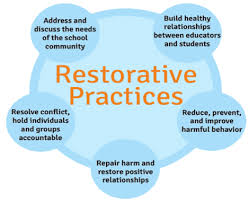 Address and
discuss the needs
of the school
community
Build healthy
relationships
between educators
and students
Restorative
Practices
Resolve conflict,
hold individuals
and groups
accountable
Reduce, prevent,
and improve
harmful behavior
Repair harm and
restore positive
relationships